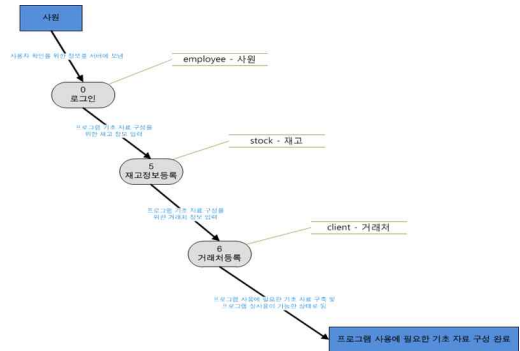 사원
사용자 확인을 위한 정보를 서버에 보냄
employee - 사원
0
로그인
프로그램 기초 자료 구성을
위한 재고 정보 입력
stock - 재고
5
재고정보등록
프로그램 기초 자료 구성을
위한 거래처 정보 입력
client - 거래처
6
거래처등록
프로그램 사용에 필요한 기초 자료 구축 및
프로그램 정사용이 가능한 상태로 됨
프로그램 사용에 필요한 기초 자료 구성 완료